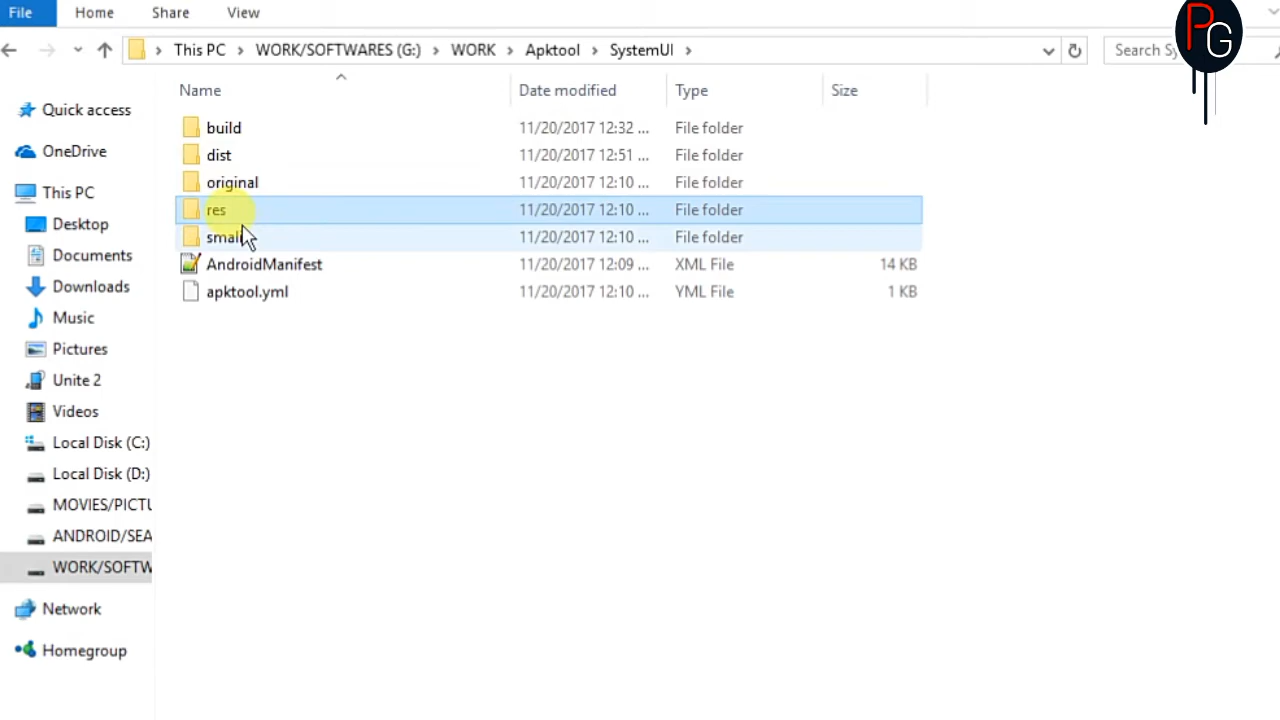 File Home Share View
PG
This PC WORK/SOFTWARES (G:) WORK Apktool SystemUI Search Sy
Name Date modified Type Size
Quick access
OneDrive
This PC
Desktop
Documents
Downloads
Music
Pictures
Unite 2
Videos
Local Disk (C:)
Local Disk (D:)
MOVIES/PICTU
ANDROID/SEA
WORK/SOFTW
Network
Homegroup
build 11/20/2017 12:32 ... File folder
dist 11/20/2017 12:51 ... File folder
original 11/20/2017 12:10 ... File folder
res 11/20/2017 12:10 ... File folder
smali 11/20/2017 12:10 ... File folder
AndroidManifest 11/20/2017 12:09 ... XML File 14 KB
apktool.yml 11/20/2017 12:10 ... YML File 1 KB